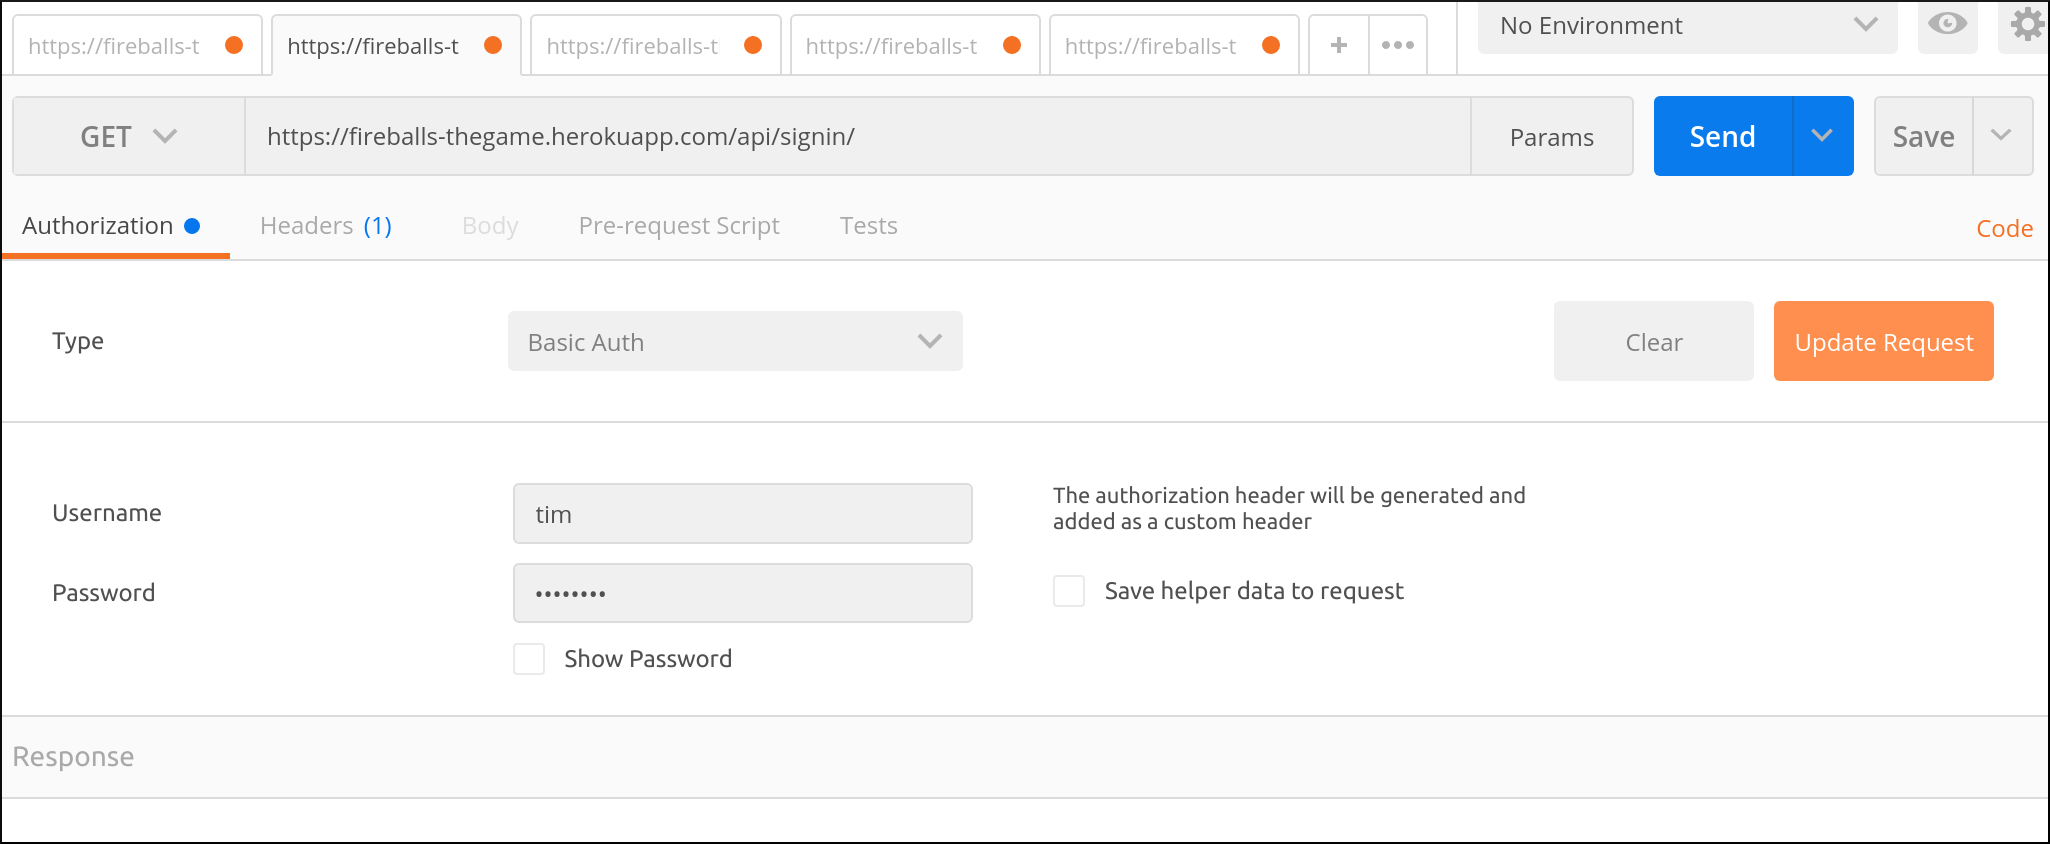 https://fireballs-t https://fireballs-t https://fireballs-t https://fireballs-t https://fireballs-t + ••• No Environment
GET https://fireballs-thegame.herokuapp.com/api/signin/ Params Send Save
Authorization Headers (1) Body Pre-request Script Tests Code
Type Basic Auth Clear Update Request
Username tim The authorization header will be generated and
added as a custom header
Password •••••••• Save helper data to request
Show Password
Response